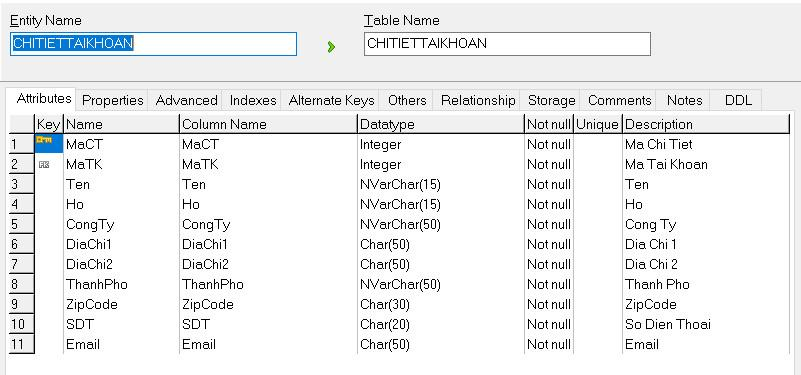 Entity Name Table Name
CHITIETTAIKHOAN CHITIETTAIKHOAN
Attributes Properties Advanced Indexes Alternate Keys Others Relationship Storage Comments Notes DDL
Key Name Column Name Datatype Not null Unique Description
1 MaCT MaCT Integer Not null Ma Chi Tiet
2 FK MaTK MaTK Integer Not null Ma Tai Khoan
3 Ten Ten NVarChar(15) Not null Ten
4 Ho Ho NVarChar(15) Not null Ho
5 CongTy CongTy NVarChar(50) Not null Cong Ty
6 DiaChi1 DiaChi1 Char(50) Not null Dia Chi 1
7 DiaChi2 DiaChi2 Char(50) Not null Dia Chi 2
8 ThanhPho ThanhPho NVarChar(50) Not null Thanh Pho
9 ZipCode ZipCode Char(30) Not null ZipCode
10 SDT SDT Char(20) Not null So Dien Thoai
11 Email Email Char(50) Not null Email